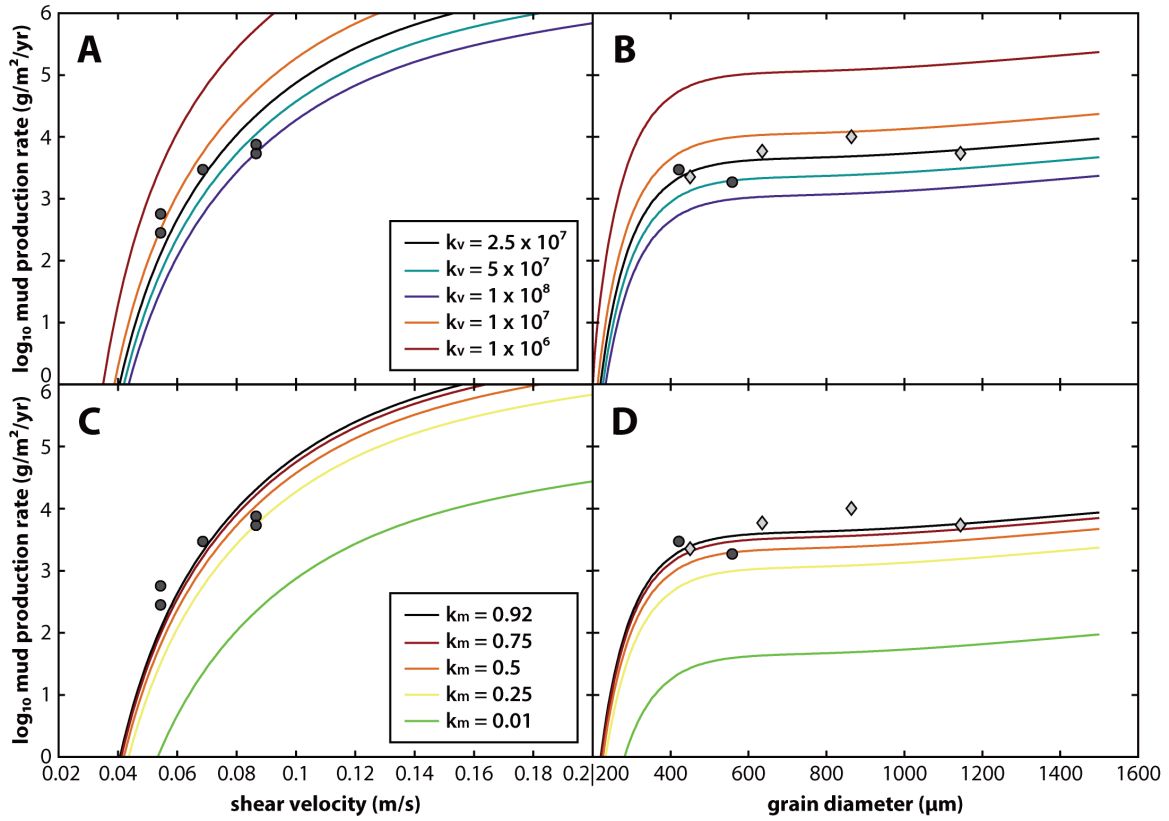 A
B
log₁₀ mud production rate (g/m²/yr)
6
5
4
3
2
1
0
kv = 2.5 x 10⁷
kv = 5 x 10⁷
kv = 1 x 10⁸
kv = 1 x 10⁷
kv = 1 x 10⁶
C
D
log₁₀ mud production rate (g/m²/yr)
6
5
4
3
2
1
0
km = 0.92
km = 0.75
km = 0.5
km = 0.25
km = 0.01
0.02 0.04 0.06 0.08 0.1 0.12 0.14 0.16 0.18 0.2 200 400 600 800 1000 1200 1400 1600
shear velocity (m/s) grain diameter (μm)